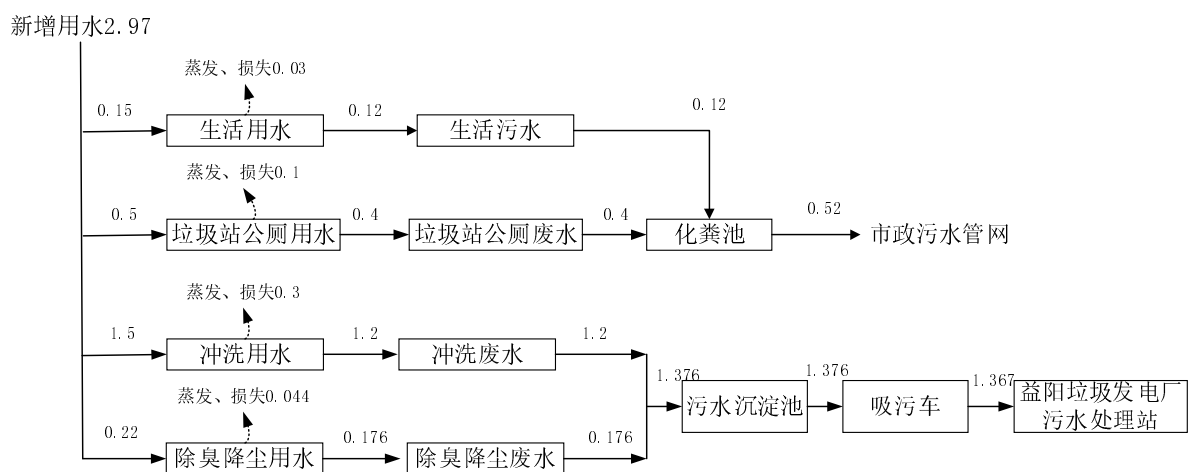 新增用水2.97
蒸发、损失0.03
0.15
生活用水
0.12
生活污水
0.12
蒸发、损失0.1
0.5
垃圾站公厕用水
0.4
垃圾站公厕废水
0.4
化粪池
0.52
市政污水管网
蒸发、损失0.3
1.5
冲洗用水
1.2
冲洗废水
1.2
1.376
污水沉淀池
1.376
吸污车
1.367
益阳垃圾发电厂
污水处理站
蒸发、损失0.044
0.22
除臭降尘用水
0.176
除臭降尘废水
0.176